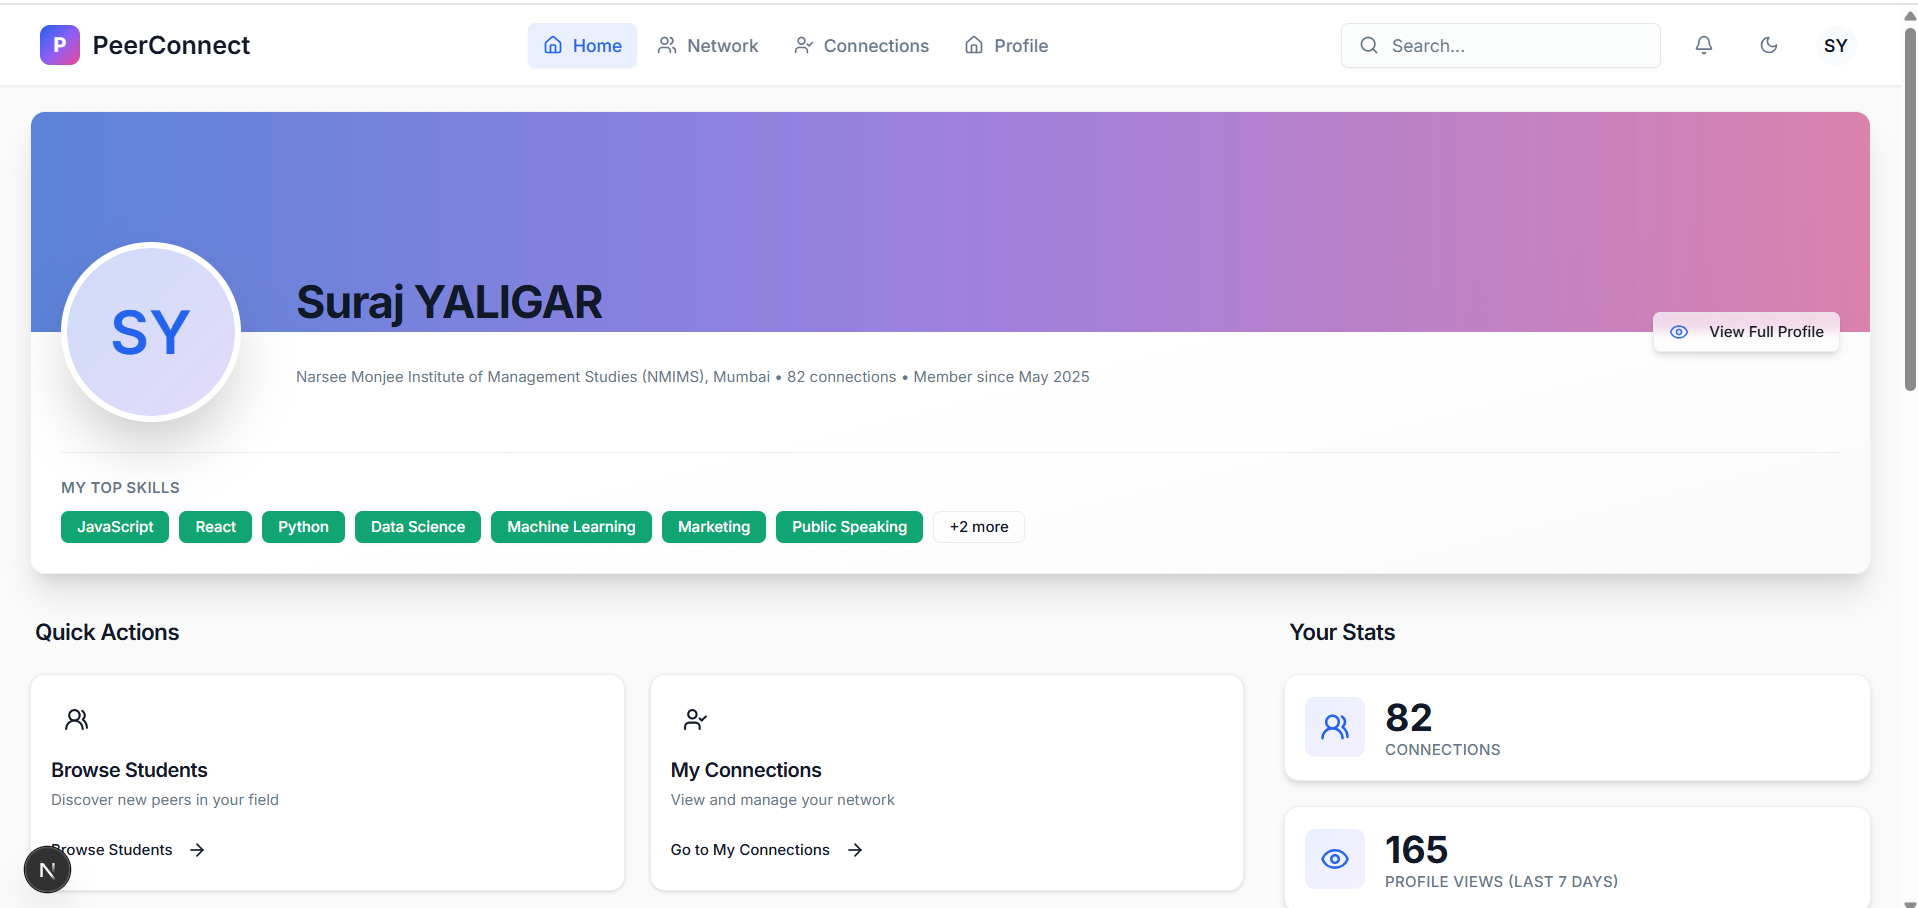 P PeerConnect
Home Network Connections Profile
Search...
SY
SY
Suraj YALIGAR
View Full Profile
Narsee Monjee Institute of Management Studies (NMIMS), Mumbai • 82 connections • Member since May 2025
MY TOP SKILLS
JavaScript React Python Data Science Machine Learning Marketing Public Speaking +2 more
Quick Actions
Browse Students
Discover new peers in your field
Browse Students
My Connections
View and manage your network
Go to My Connections
N
Your Stats
82
CONNECTIONS
165
PROFILE VIEWS (LAST 7 DAYS)